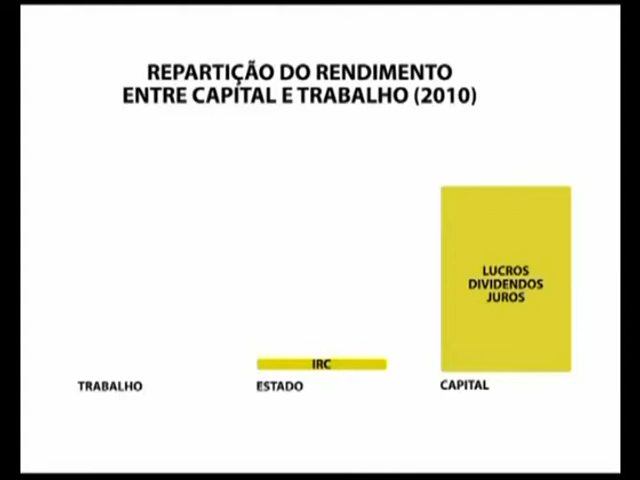 REPARTIÇÃO DO RENDIMENTO
ENTRE CAPITAL E TRABALHO (2010)
LUCROS
DIVIDENDOS
JUROS
IRC
TRABALHO
ESTADO
CAPITAL